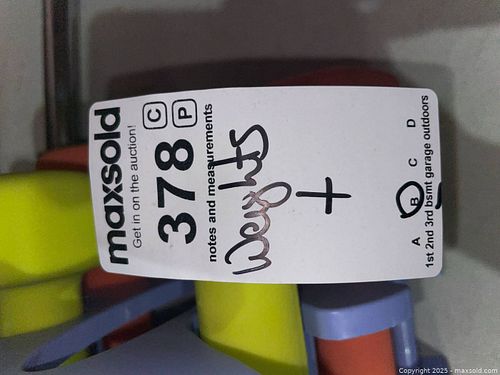 maxsold
Get in on the auction!
378
C
P
notes and measurements
Weights
+
A B C D
1st 2nd 3rd bsmt garage outdoors
Copyright 2025 - maxsold.com